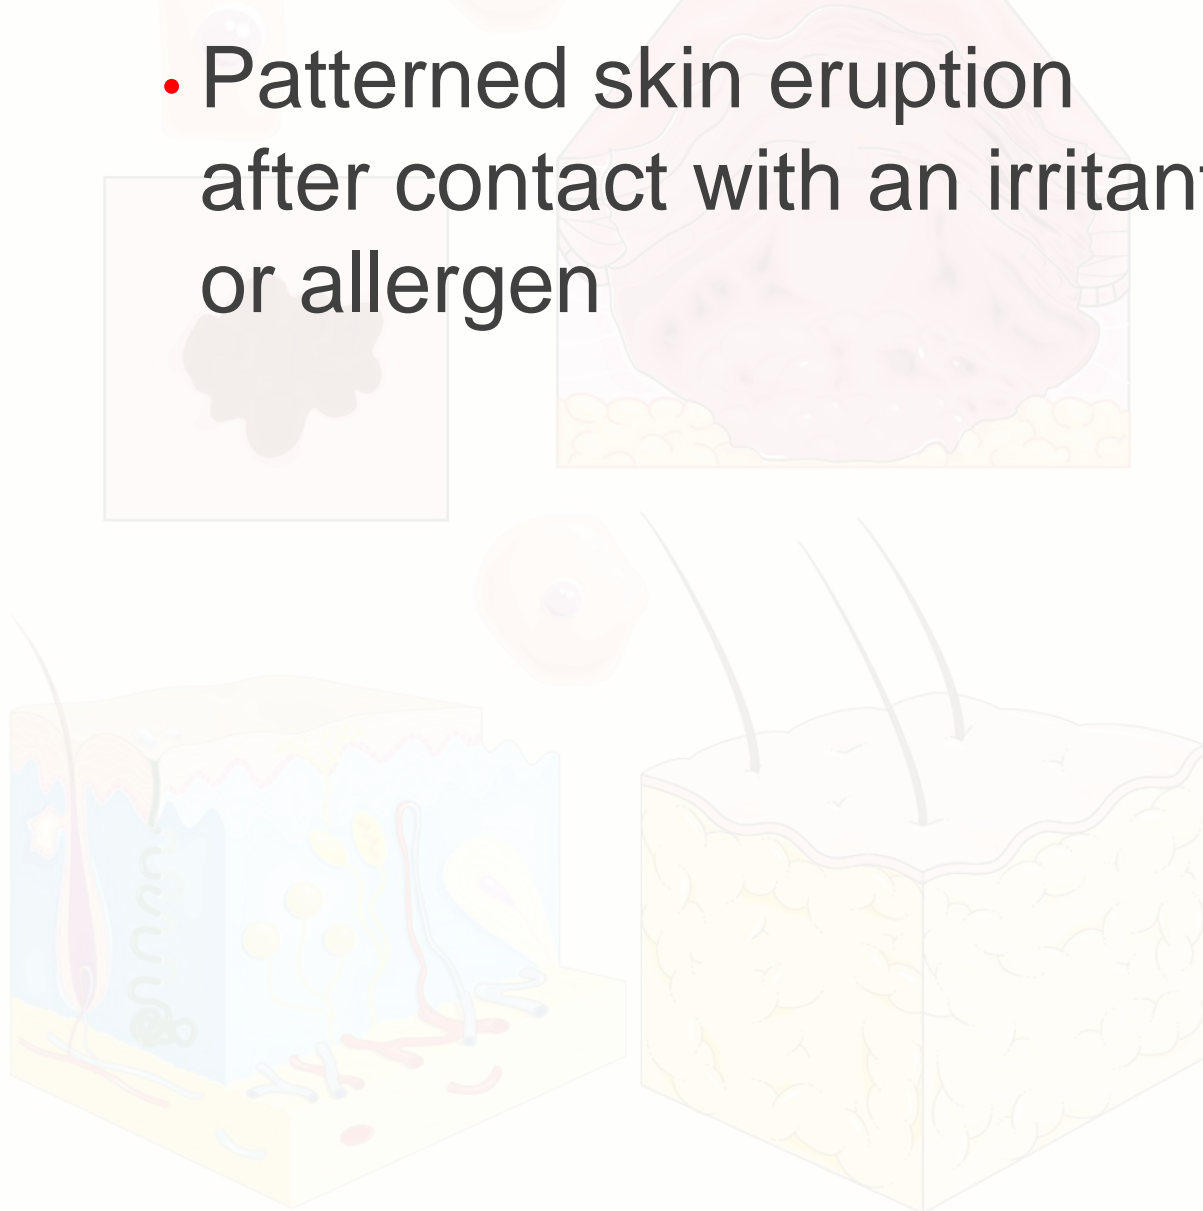 • Patterned skin eruption
after contact with an irritant
or allergen